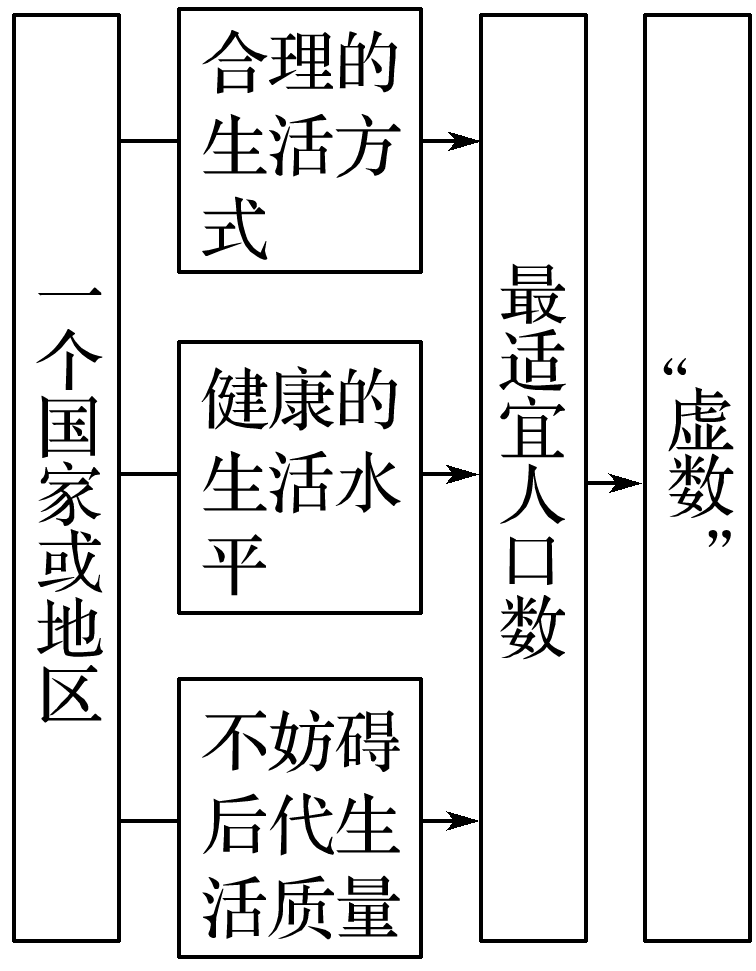 一个国家或地区
合理的
生活方
式
健康的
生活水
平
不妨碍
后代生
活质量
最适宜人口数
“虚数”